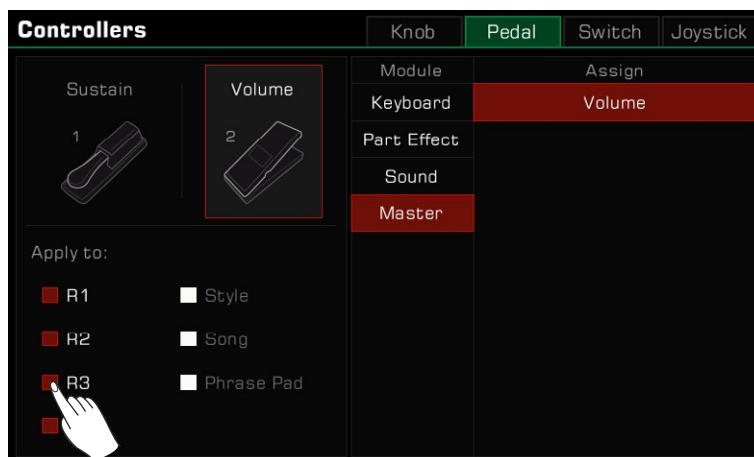 Controllers
Knob
Pedal
Switch
Joystick
Sustain
1
Volume
2
Apply to:
R1
Style
R2
Song
R3
Phrase Pad
Module
Assign
Keyboard
Volume
Part Effect
Sound
Master